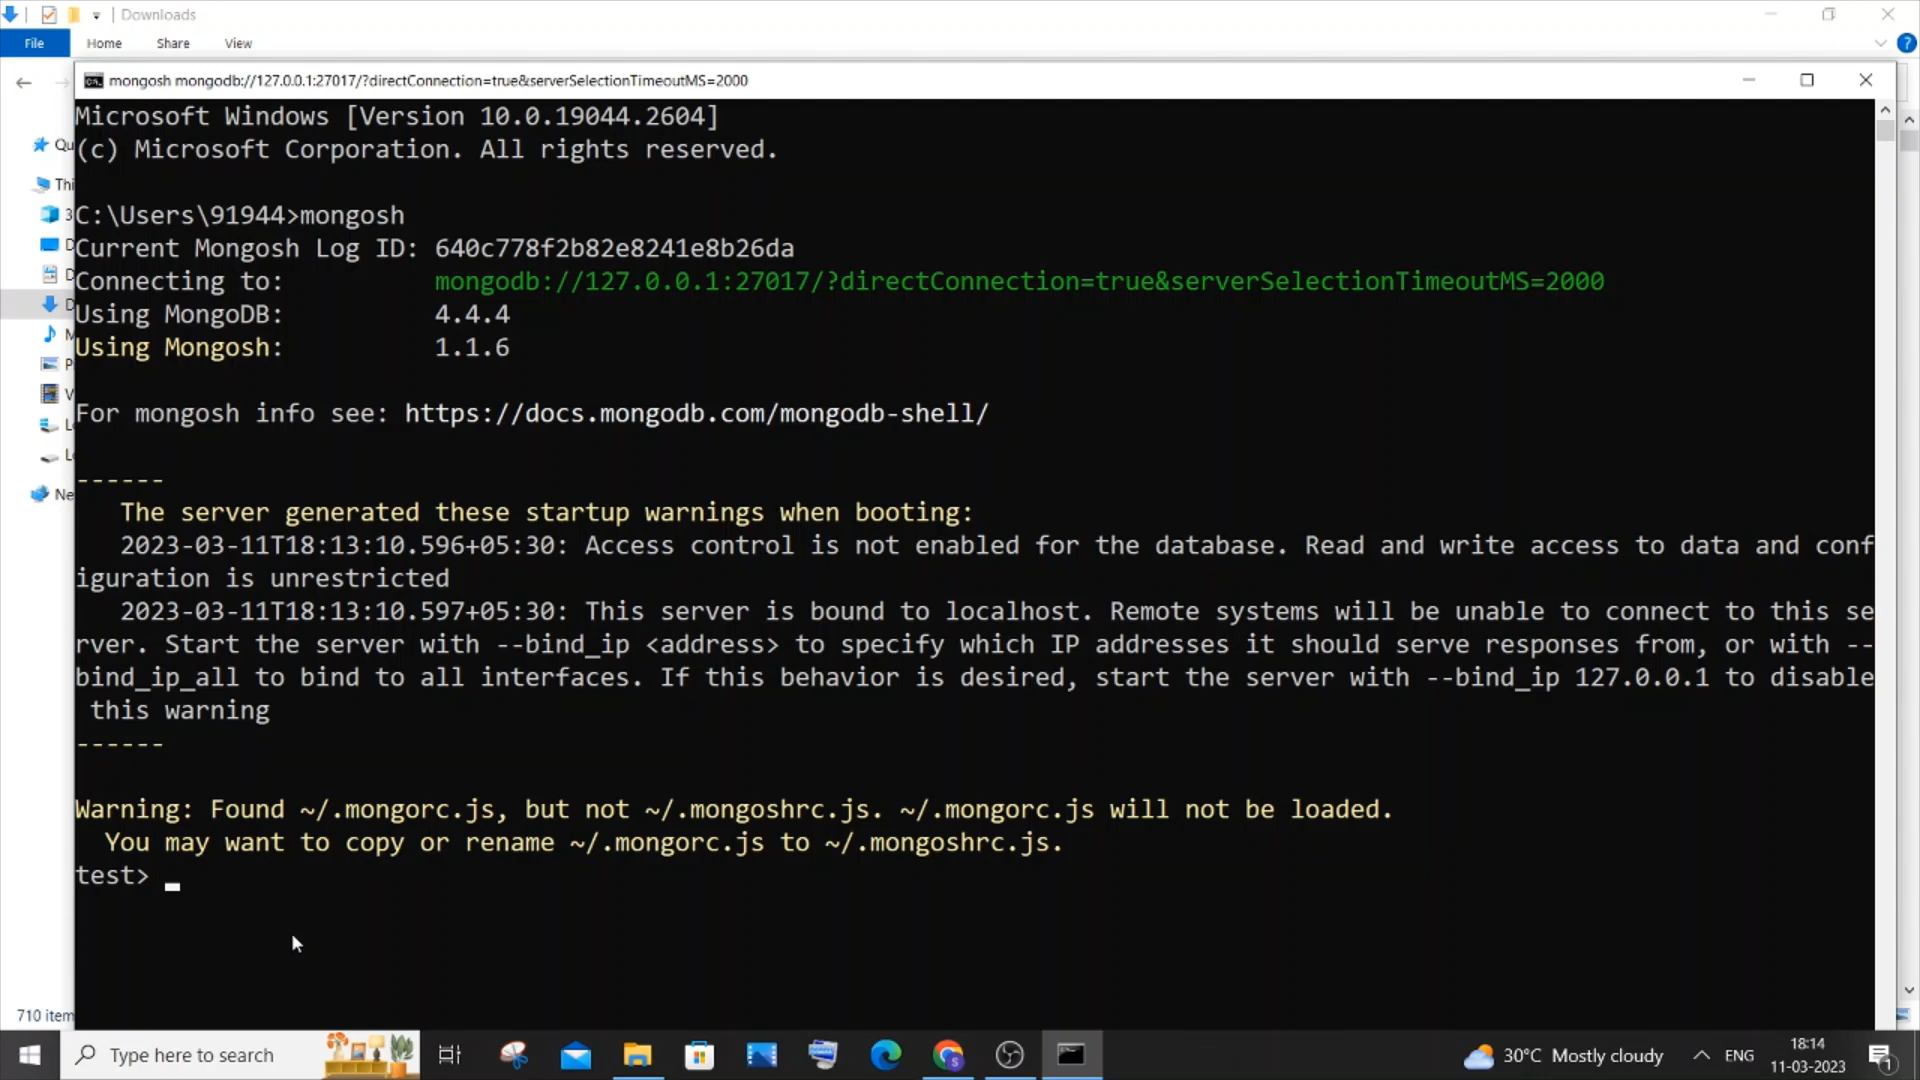 Downloads
File Home Share View
mongosh mongodb://127.0.0.1:27017/?directConnection=true&serverSelectionTimeoutMS=2000
Microsoft Windows [Version 10.0.19044.2604]
(c) Microsoft Corporation. All rights reserved.
C:\Users\91944>mongosh
Current Mongosh Log ID: 640c778f2b82e8241e8b26da
Connecting to: mongodb://127.0.0.1:27017/?directConnection=true&serverSelectionTimeoutMS=2000
Using MongoDB: 4.4.4
Using Mongosh: 1.1.6
For mongosh info see: https://docs.mongodb.com/mongodb-shell/
------
The server generated these startup warnings when booting:
2023-03-11T18:13:10.596+05:30: Access control is not enabled for the database. Read and write access to data and conf
iguration is unrestricted
2023-03-11T18:13:10.597+05:30: This server is bound to localhost. Remote systems will be unable to connect to this se
rver. Start the server with --bind_ip <address> to specify which IP addresses it should serve responses from, or with --
bind_ip_all to bind to all interfaces. If this behavior is desired, start the server with --bind_ip 127.0.0.1 to disable
this warning
------
Warning: Found ~/.mongorc.js, but not ~/.mongoshrc.js. ~/.mongorc.js will not be loaded.
You may want to copy or rename ~/.mongorc.js to ~/.mongoshrc.js.
test>
710 item
Type here to search
30°C Mostly cloudy
ENG
18:14
11-03-2023
1